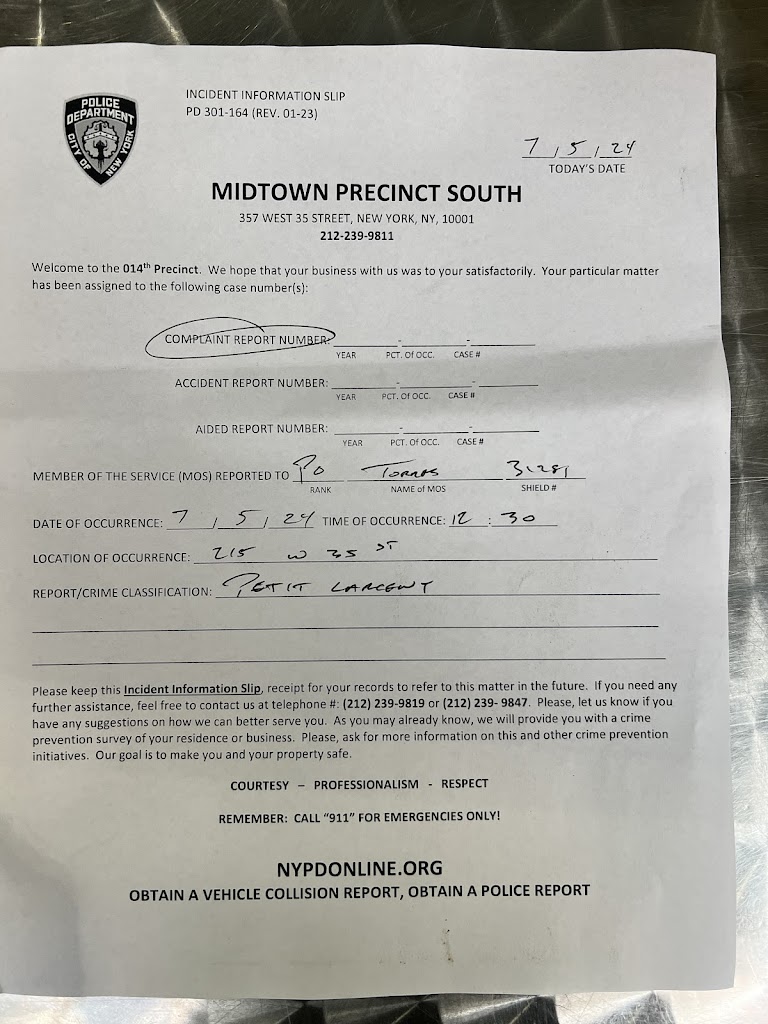 POLICE
DEPARTMENT
CITY OF NEW YORK
INCIDENT INFORMATION SLIP
PD 301-164 (REV. 01-23)
7 / 5 / 24
TODAY'S DATE
MIDTOWN PRECINCT SOUTH
357 WEST 35 STREET, NEW YORK, NY, 10001
212-239-9811
Welcome to the 014th Precinct. We hope that your business with us was to your satisfactorily. Your particular matter
has been assigned to the following case number(s):
COMPLAINT REPORT NUMBER: - -
YEAR PCT. Of OCC. CASE #
ACCIDENT REPORT NUMBER: - -
YEAR PCT. Of OCC. CASE #
AIDED REPORT NUMBER: - -
YEAR PCT. Of OCC. CASE #
MEMBER OF THE SERVICE (MOS) REPORTED TO PO Torres 31281
RANK NAME of MOS SHIELD #
DATE OF OCCURRENCE: 7 / 5 / 24 TIME OF OCCURRENCE: 12 : 30
LOCATION OF OCCURRENCE: 215 W 35 ST
REPORT/CRIME CLASSIFICATION: PETIT LARCENY
Please keep this Incident Information Slip, receipt for your records to refer to this matter in the future. If you need any
further assistance, feel free to contact us at telephone #: (212) 239-9819 or (212) 239- 9847. Please, let us know if you
have any suggestions on how we can better serve you. As you may already know, we will provide you with a crime
prevention survey of your residence or business. Please, ask for more information on this and other crime prevention
initiatives. Our goal is to make you and your property safe.
COURTESY – PROFESSIONALISM - RESPECT
REMEMBER: CALL "911" FOR EMERGENCIES ONLY!
NYPDONLINE.ORG
OBTAIN A VEHICLE COLLISION REPORT, OBTAIN A POLICE REPORT